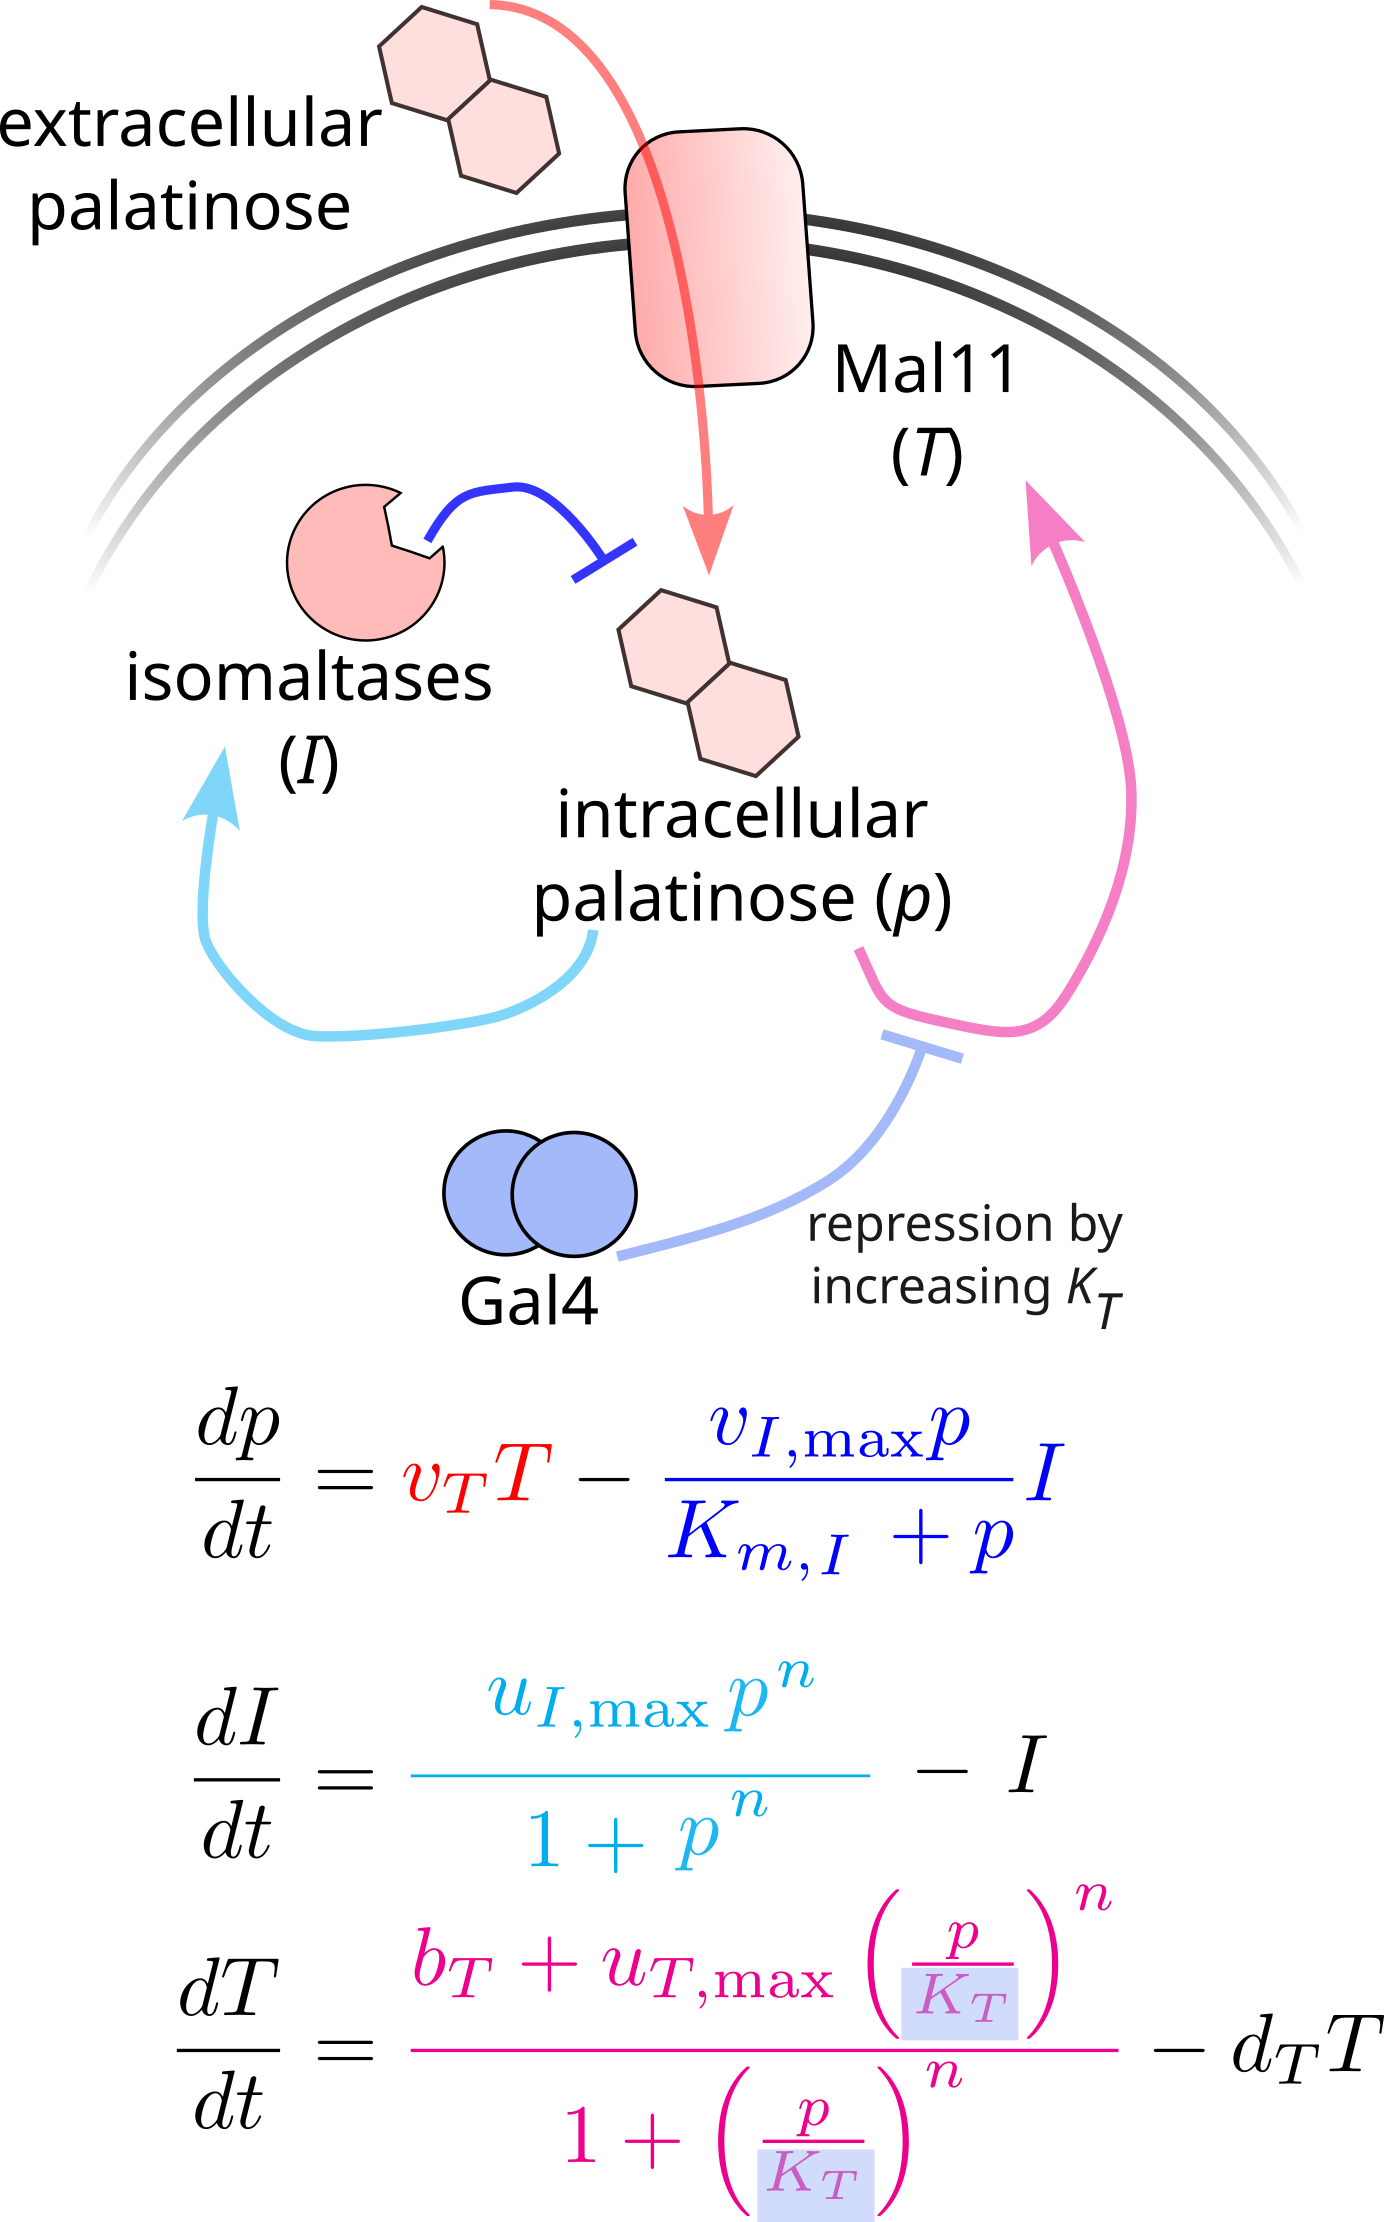 extracellular
palatinose
Mal11
(T)
isomaltases
(I)
intracellular
palatinose (p)
Gal4
repression by
increasing K_T
\frac{dp}{dt} = v_T T - \frac{v_{I,\max} p}{K_{m,I} + p} I
\frac{dI}{dt} = \frac{u_{I,\max} p^n}{1 + p^n} - I
\frac{dT}{dt} = \frac{b_T + u_{T,\max} \left( \frac{p}{K_T} \right)^n}{1 + \left( \frac{p}{K_T} \right)^n} - d_T T